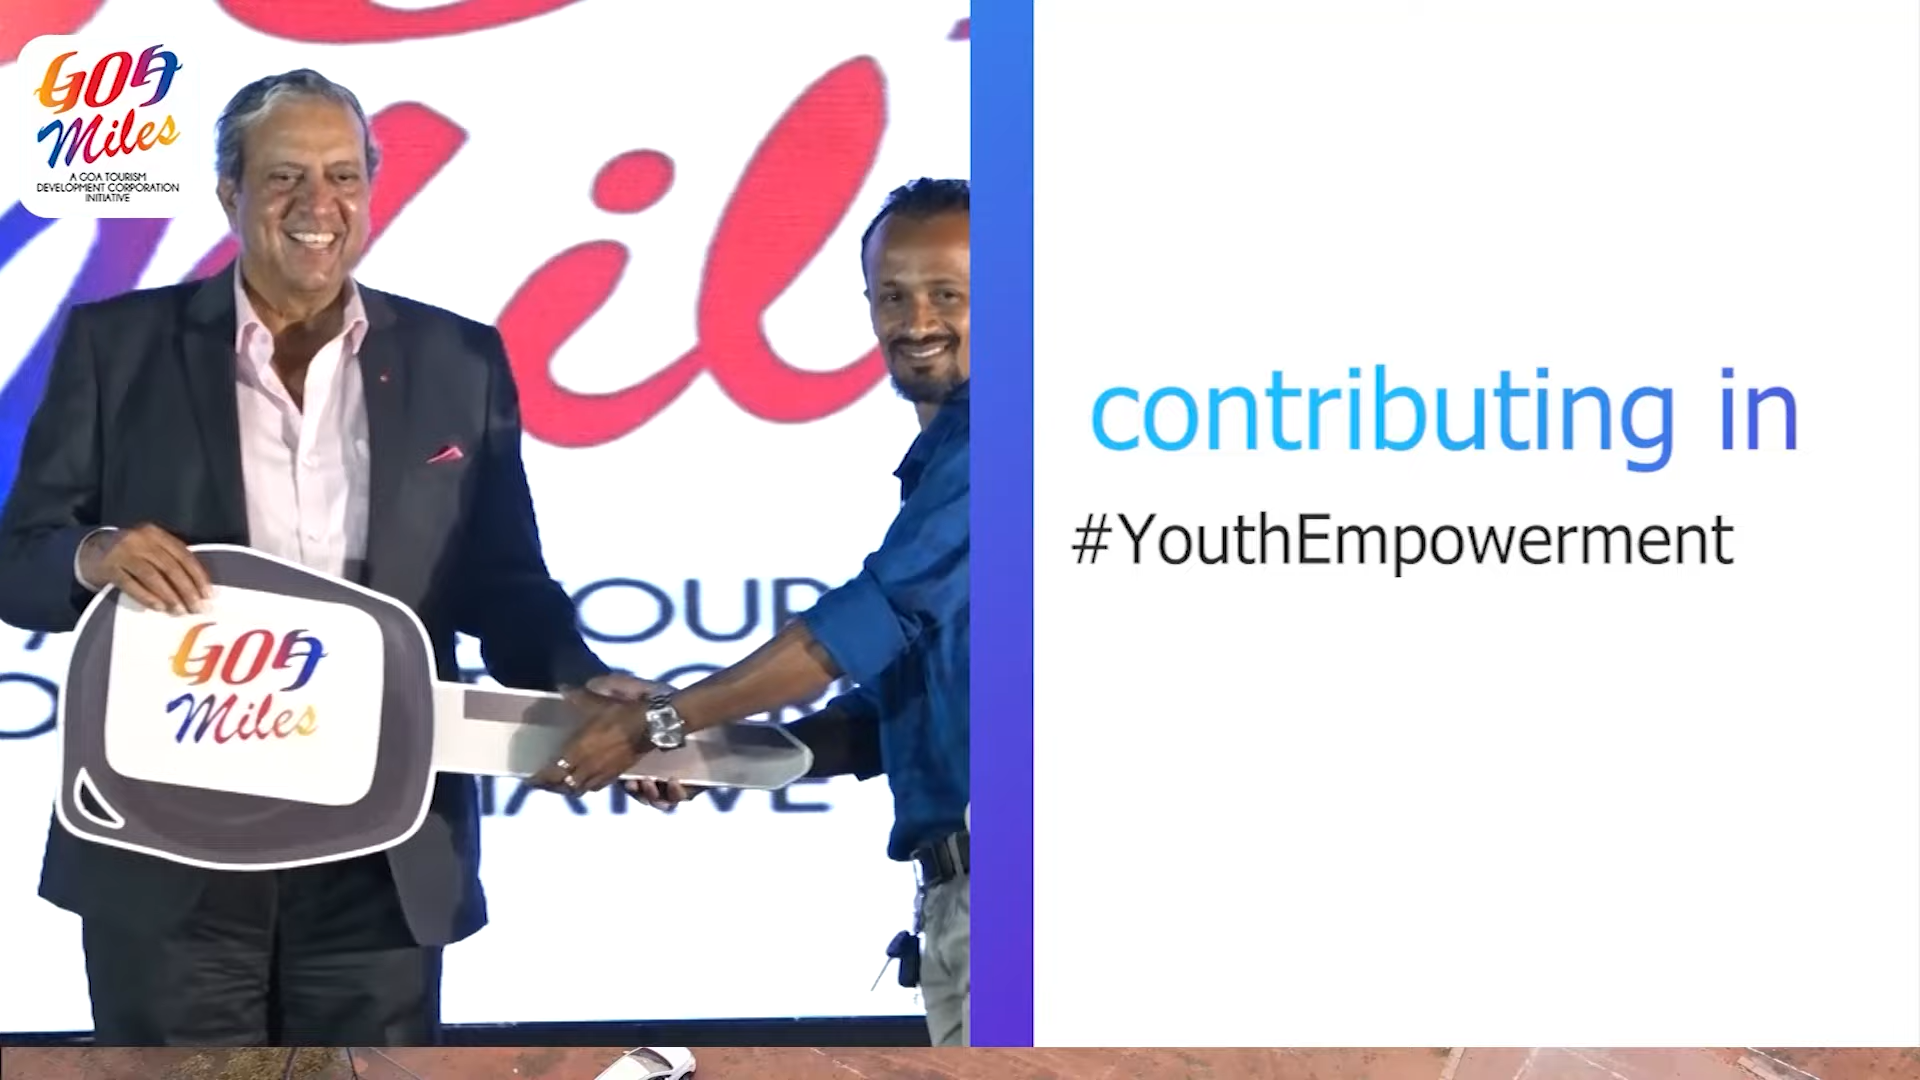 GOA
Miles
A GOA TOURISM
DEVELOPMENT CORPORATION
INITIATIVE
contributing in
#YouthEmpowerment
GOA
Miles